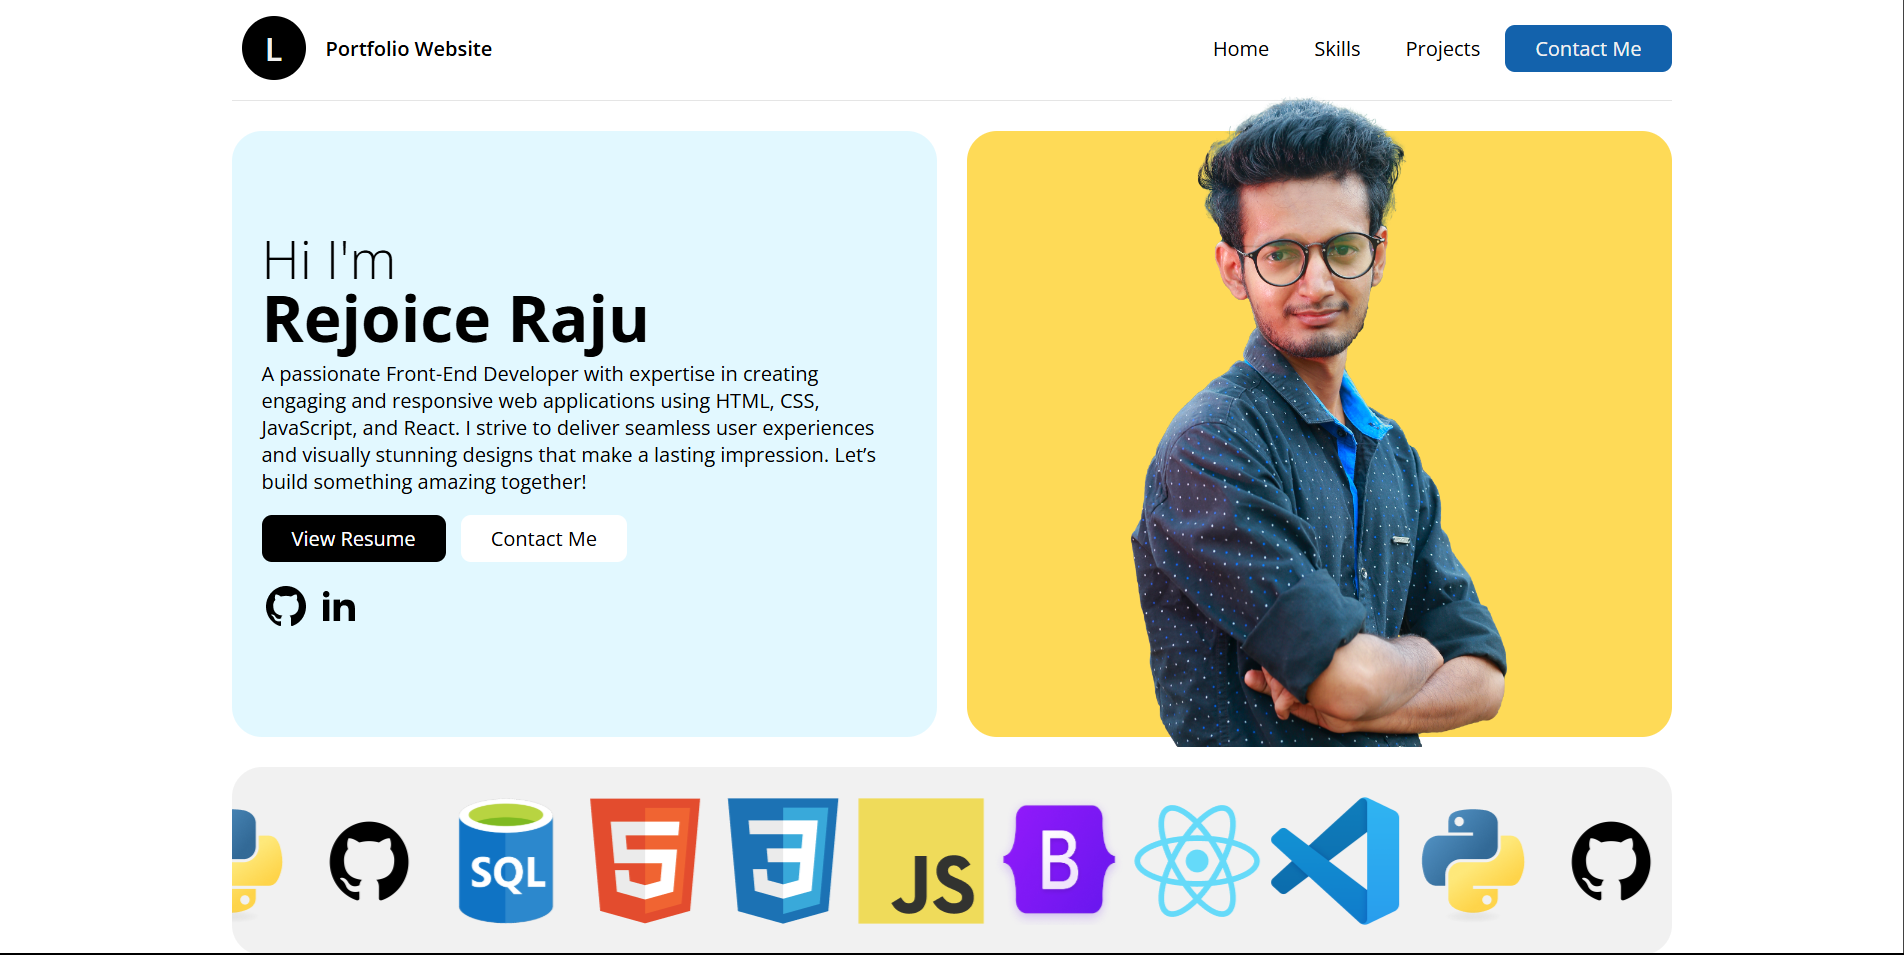 L
Portfolio Website
Home
Skills
Projects
Contact Me
Hi I'm
Rejoice Raju
A passionate Front-End Developer with expertise in creating
engaging and responsive web applications using HTML, CSS,
JavaScript, and React. I strive to deliver seamless user experiences
and visually stunning designs that make a lasting impression. Let’s
build something amazing together!
View Resume
Contact Me
in
SQL
5
3
JS
B